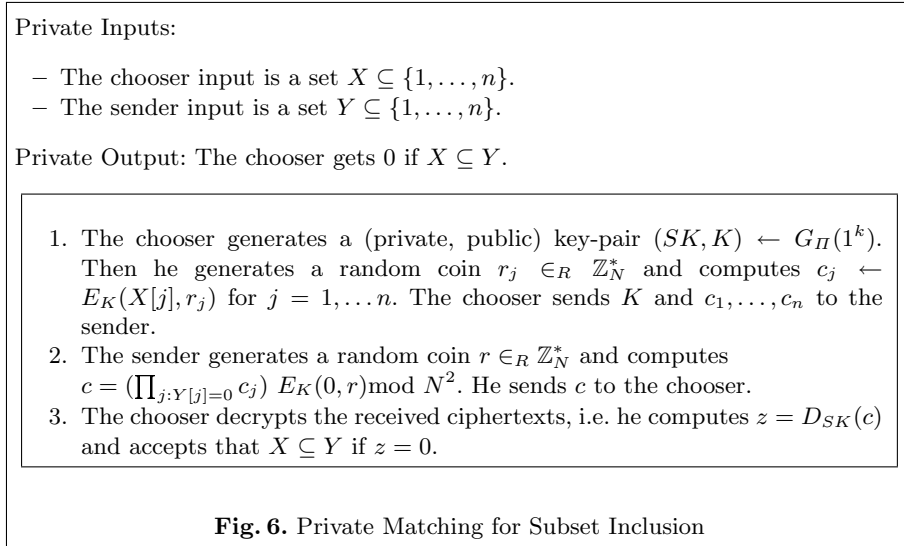 Private Inputs:
– The chooser input is a set X ⊆ {1, . . . , n}.
– The sender input is a set Y ⊆ {1, . . . , n}.
Private Output: The chooser gets 0 if X ⊆ Y.
1. The chooser generates a (private, public) key-pair (SK, K) ← G_Π(1^k).
Then he generates a random coin r_j ∈_R ℤ*_N and computes c_j ←
E_K(X[j], r_j) for j = 1, . . . n. The chooser sends K and c_1, . . . , c_n to the
sender.
2. The sender generates a random coin r ∈_R ℤ*_N and computes
c = (∏_{j:Y[j]=0} c_j) E_K(0, r)mod N². He sends c to the chooser.
3. The chooser decrypts the received ciphertexts, i.e. he computes z = D_{SK}(c)
and accepts that X ⊆ Y if z = 0.
Fig. 6. Private Matching for Subset Inclusion